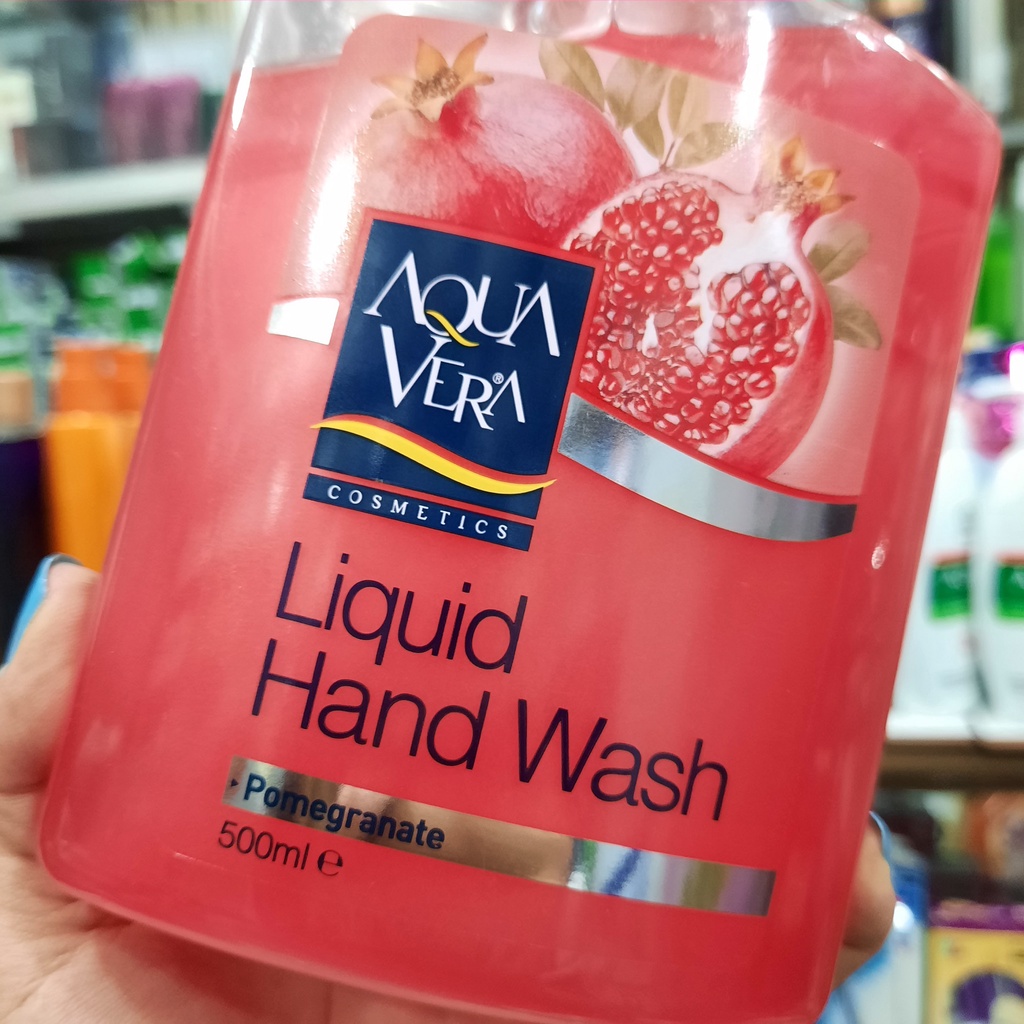 AQUA
VERA®
COSMETICS
Liquid
Hand Wash
Pomegranate
500ml ℮